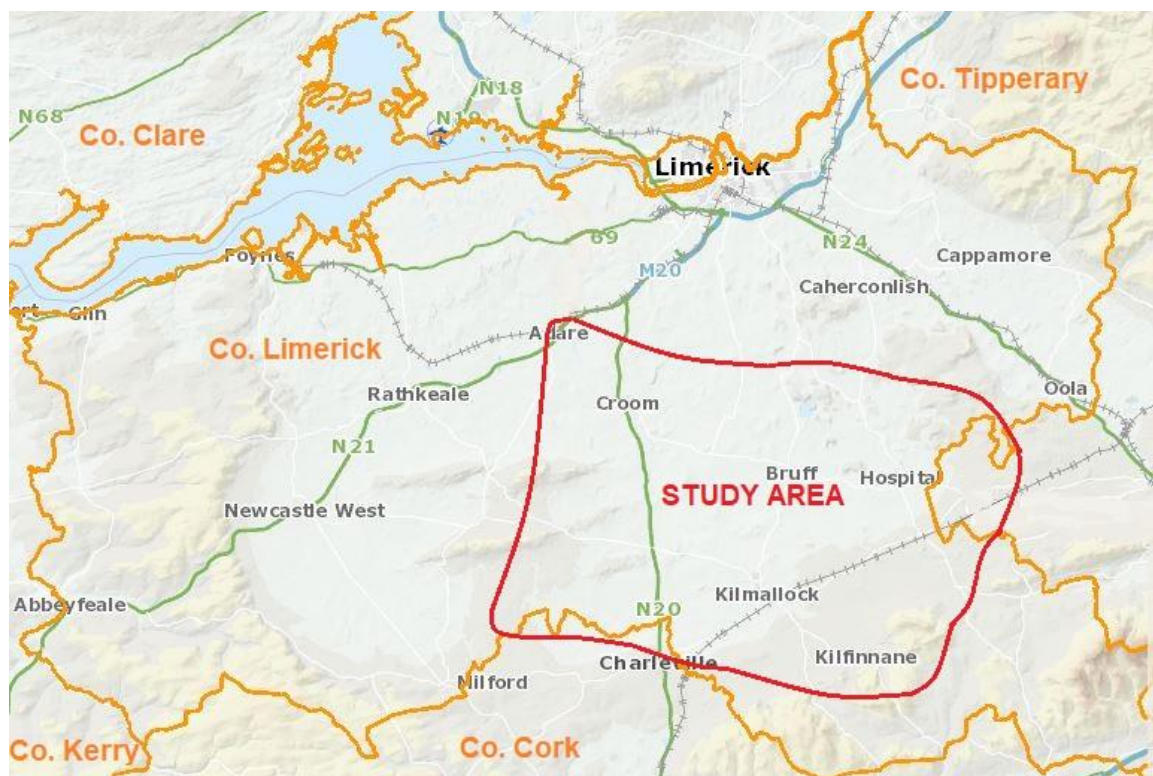 Co. Tipperary
N18
N68
N19
Co. Clare
Limerick
N24
Cappamore
69
Foynes
M20
Caherconlish
Glin
Co. Limerick
Adare
Oola
Rathkeale
Croom
N21
Bruff
Hospital
STUDY AREA
Newcastle West
Kilmallock
Abbeyfeale
N20
Kilfinnane
Charleville
Milford
Co. Kerry
Co. Cork